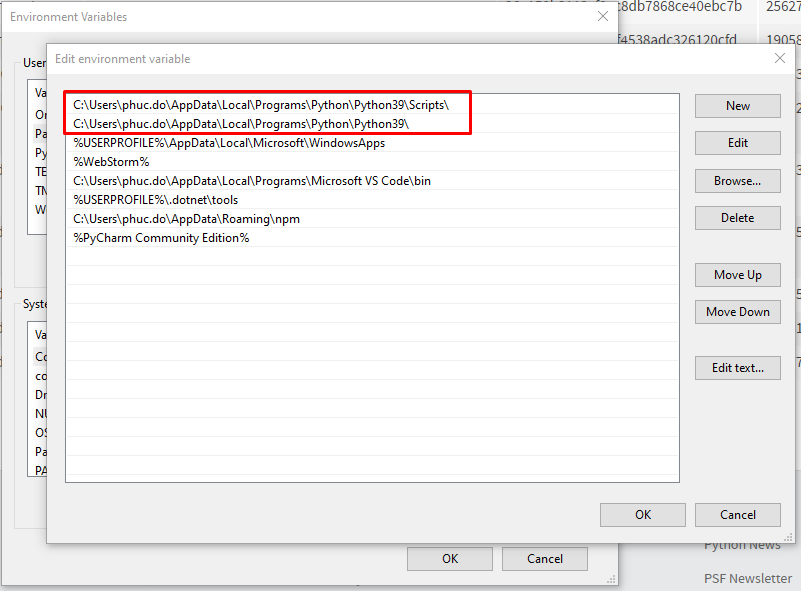 Environment Variables
c8db7868ce40ebc7b
25627
f4538adc326120cfd
19058
Edit environment variable
User
Va
Pa
Py
TE
W
C:\Users\phuc.do\AppData\Local\Programs\Python\Python39\Scripts\
C:\Users\phuc.do\AppData\Local\Programs\Python\Python39\
%USERPROFILE%\AppData\Local\Microsoft\WindowsApps
%WebStorm%
C:\Users\phuc.do\AppData\Local\Programs\Microsoft VS Code\bin
%USERPROFILE%\.dotnet\tools
C:\Users\phuc.do\AppData\Roaming\npm
%PyCharm Community Edition%
New
Edit
Browse...
Delete
Move Up
Move Down
Edit text...
Syste
Va
Co
co
Dr
NU
OS
Pa
PA
OK
Cancel
OK
Cancel
Python News
PSF Newsletter